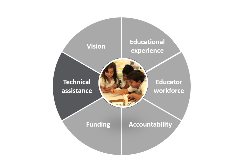 Vision
Educational
experience
Technical
assistance
Educator
workforce
Funding
Accountability